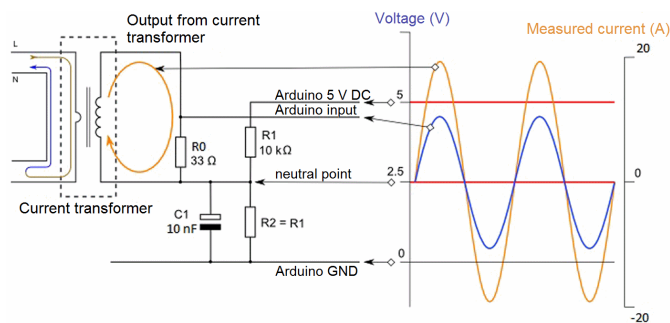 Output from current
transformer
Voltage (V)
Measured current (A)
L
N
20
Arduino 5 V DC
5
Arduino input
R0
33 Ω
R1
10 kΩ
neutral point
2.5
0
Current transformer
C1
10 nF
R2 = R1
0
Arduino GND
-20